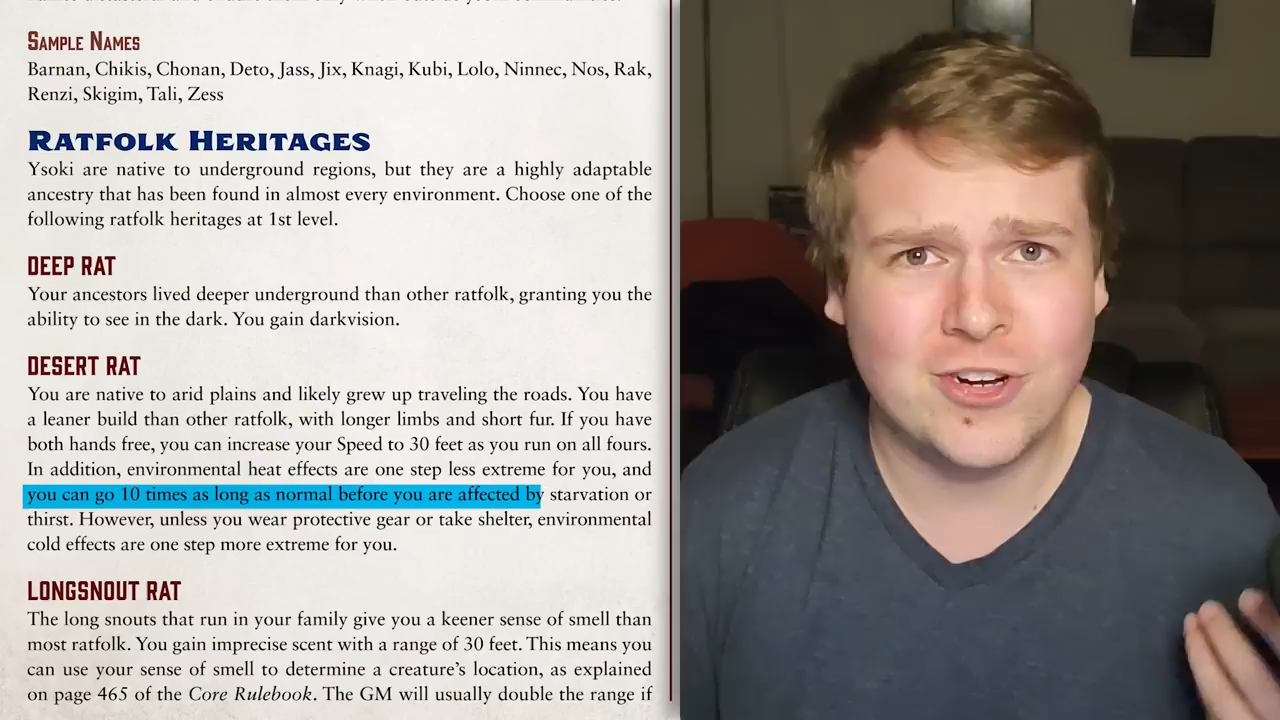 SAMPLE NAMES
Barnan, Chikis, Chonan, Deto, Jass, Jix, Knagi, Kubi, Lolo, Ninnec, Nos, Rak,
Renzi, Skigim, Tali, Zess
RATFOLK HERITAGES
Ysoki are native to underground regions, but they are a highly adaptable
ancestry that has been found in almost every environment. Choose one of the
following ratfolk heritages at 1st level.
DEEP RAT
Your ancestors lived deeper underground than other ratfolk, granting you the
ability to see in the dark. You gain darkvision.
DESERT RAT
You are native to arid plains and likely grew up traveling the roads. You have
a leaner build than other ratfolk, with longer limbs and short fur. If you have
both hands free, you can increase your Speed to 30 feet as you run on all fours.
In addition, environmental heat effects are one step less extreme for you, and
you can go 10 times as long as normal before you are affected by starvation or
thirst. However, unless you wear protective gear or take shelter, environmental
cold effects are one step more extreme for you.
LONGSNOUT RAT
The long snouts that run in your family give you a keener sense of smell than
most ratfolk. You gain imprecise scent with a range of 30 feet. This means you
can use your sense of smell to determine a creature's location, as explained
on page 465 of the Core Rulebook. The GM will usually double the range if